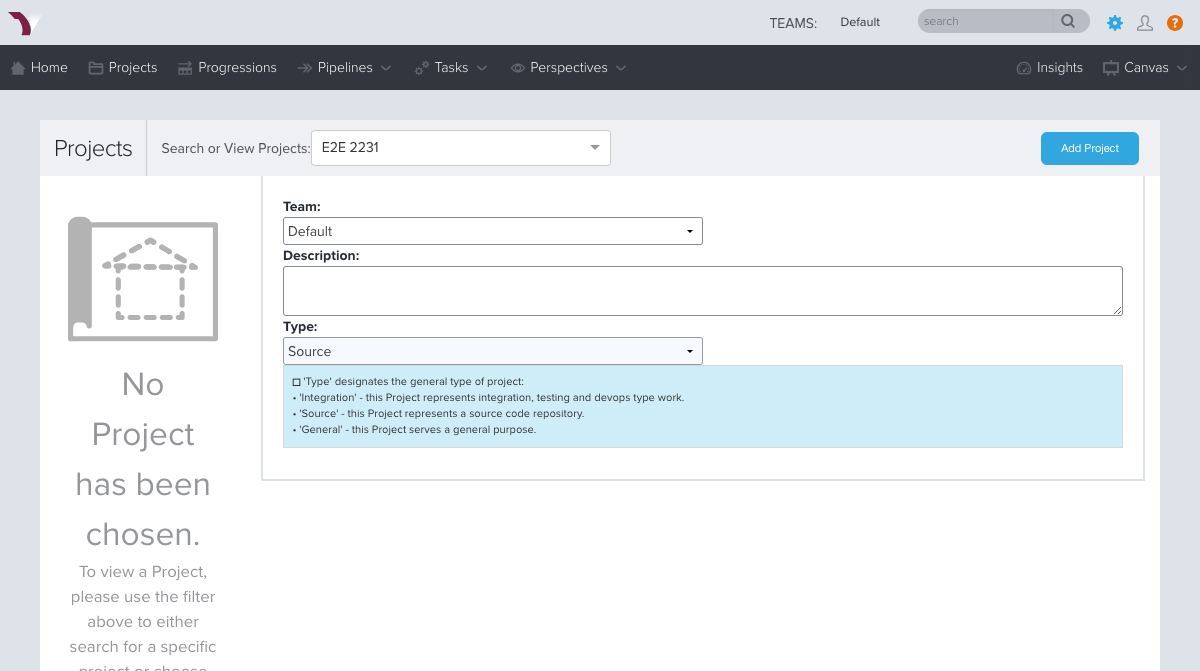 TEAMS: Default search ?
Home Projects Progressions Pipelines Tasks Perspectives Insights Canvas
Projects Search or View Projects: E2E 2231 Add Project
Team:
Default
Description:
Type:
Source
'Type' designates the general type of project:
• 'Integration' - this Project represents integration, testing and devops type work.
• 'Source' - this Project represents a source code repository.
• 'General' - this Project serves a general purpose.
No
Project
has been
chosen.
To view a Project,
please use the filter
above to either
search for a specific
project or choose